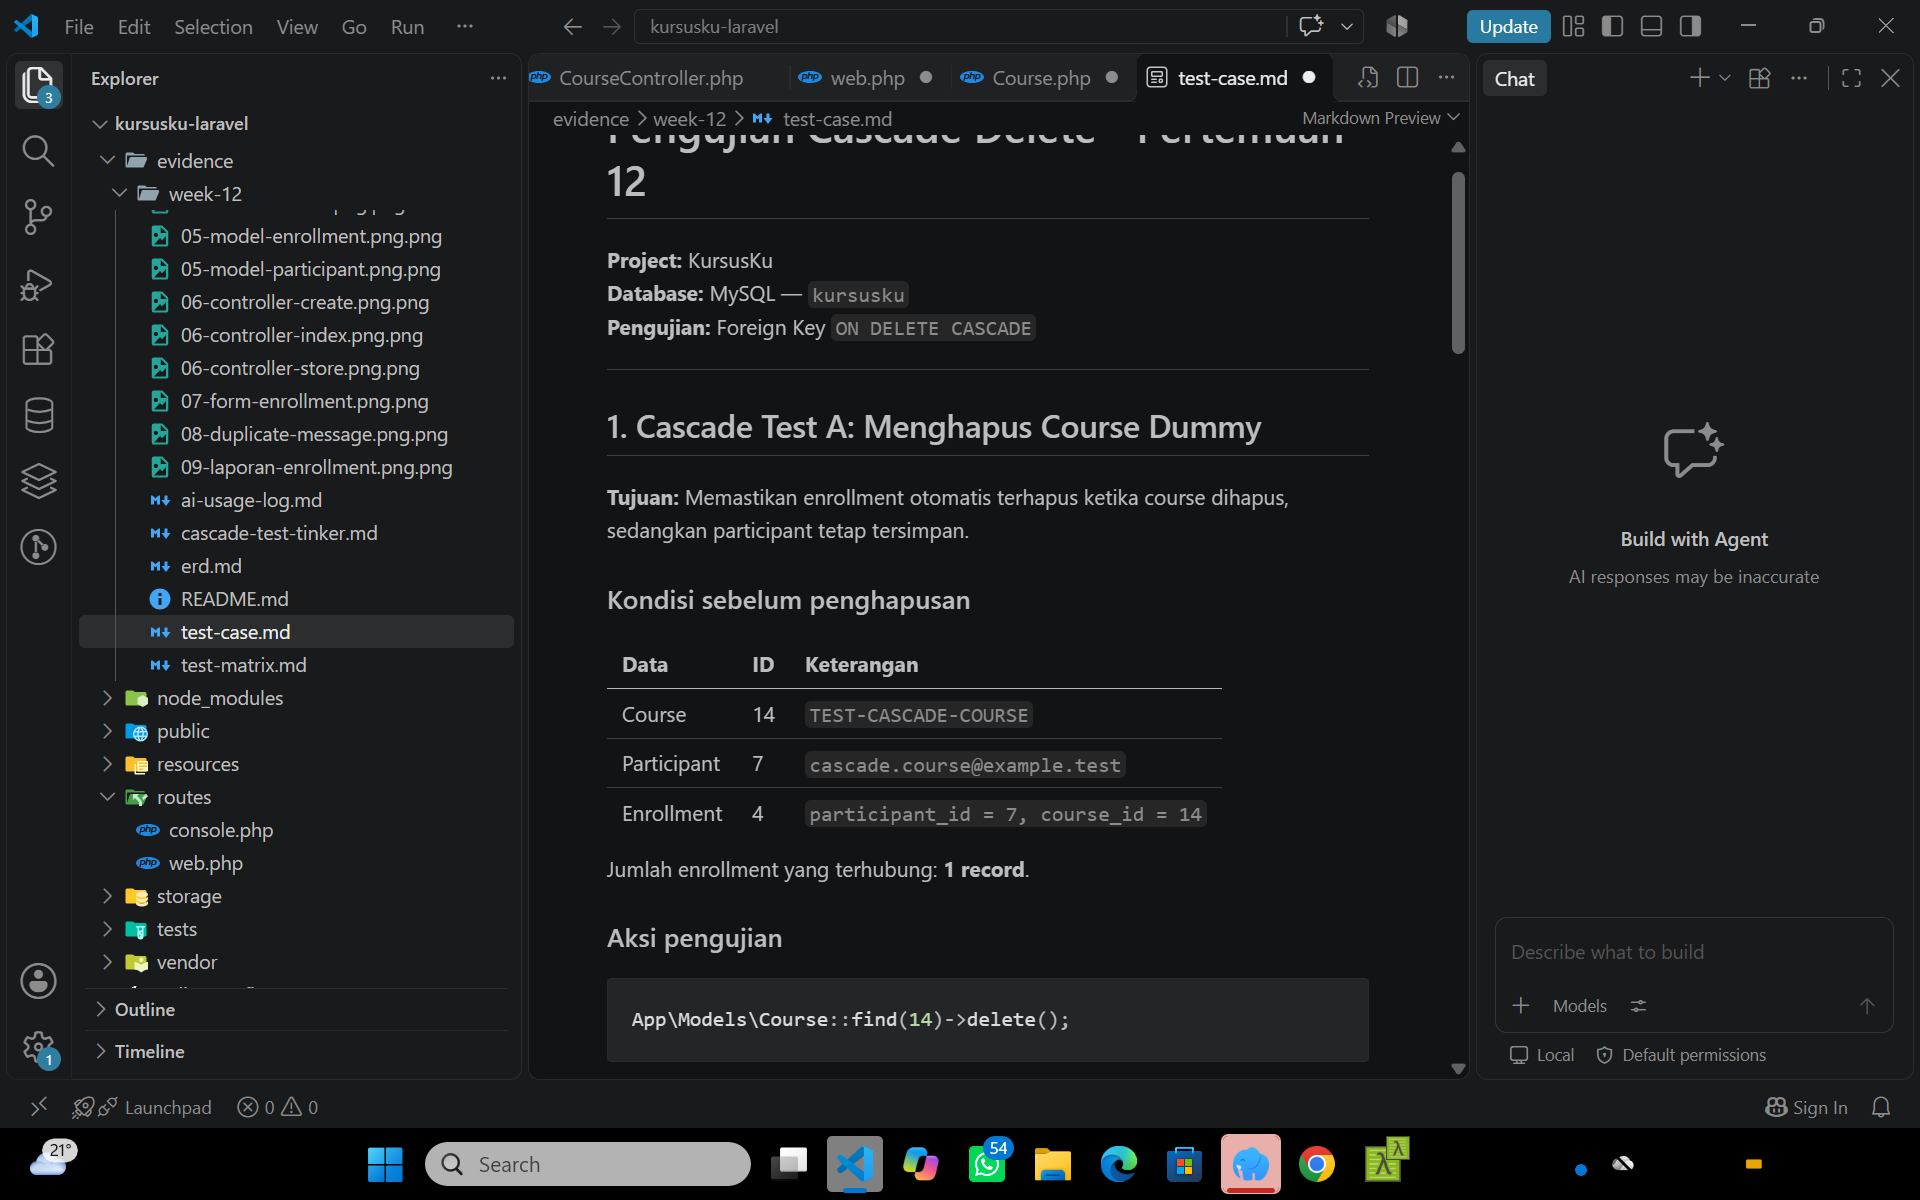 File Edit Selection View Go Run ···
kursusku-laravel
Update
Explorer
3
kursusku-laravel
evidence
week-12
05-model-enrollment.png.png
05-model-participant.png.png
06-controller-create.png.png
06-controller-index.png.png
06-controller-store.png.png
07-form-enrollment.png.png
08-duplicate-message.png.png
09-laporan-enrollment.png.png
ai-usage-log.md
cascade-test-tinker.md
erd.md
README.md
test-case.md
test-matrix.md
node_modules
public
resources
routes
console.php
web.php
storage
tests
vendor
Outline
Timeline
1
CourseController.php
web.php
Course.php
test-case.md
evidence > week-12 > test-case.md
Markdown Preview
Pengujian Cascade Delete - Pertemuan
12
Project: KursusKu
Database: MySQL — kursusku
Pengujian: Foreign Key ON DELETE CASCADE
1. Cascade Test A: Menghapus Course Dummy
Tujuan: Memastikan enrollment otomatis terhapus ketika course dihapus,
sedangkan participant tetap tersimpan.
Kondisi sebelum penghapusan
Data ID Keterangan
Course 14 TEST-CASCADE-COURSE
Participant 7 cascade.course@example.test
Enrollment 4 participant_id = 7, course_id = 14
Jumlah enrollment yang terhubung: 1 record.
Aksi pengujian
App\Models\Course::find(14)->delete();
Chat
Build with Agent
AI responses may be inaccurate
Describe what to build
Models
Local Default permissions
Launchpad 0 0
Sign In
21°
Search
54